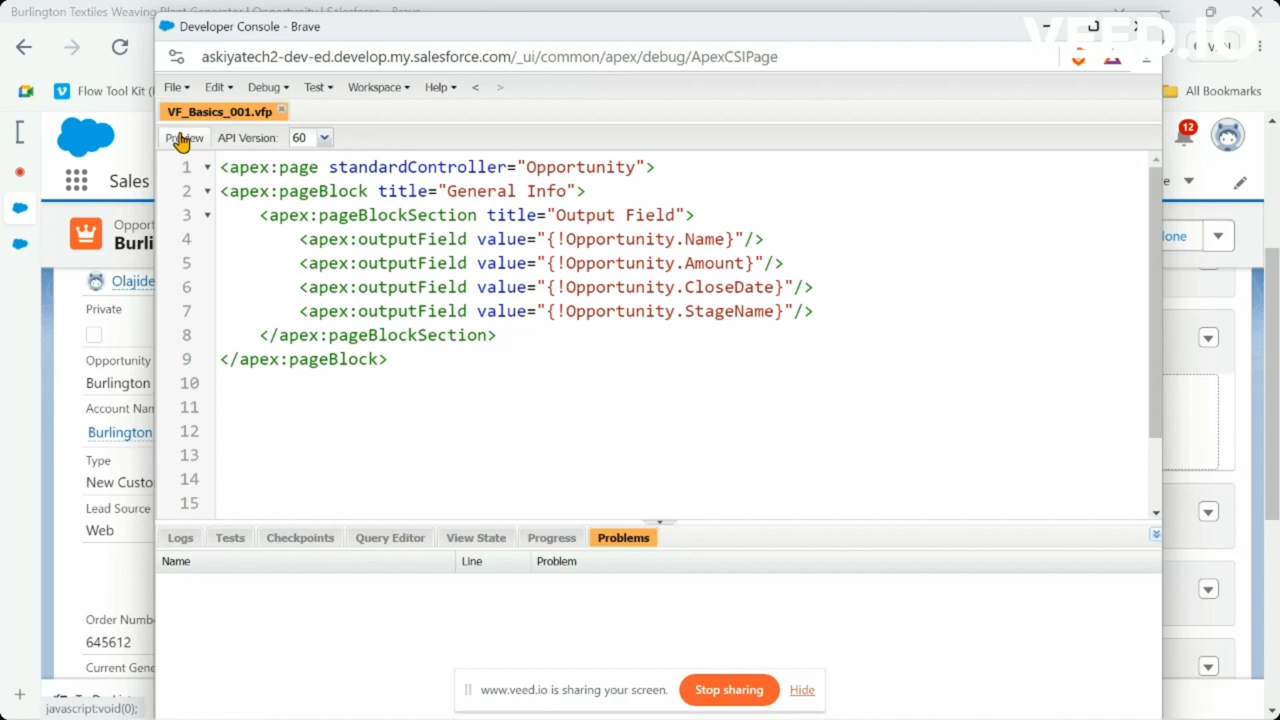 Burlington Textiles Weaving Plant Generator | Opportunity | Salesforce - Brave
Developer Console - Brave
VEED.IO
askiyatech2-dev-ed.develop.my.salesforce.com/_ui/common/apex/debug/ApexCSIPage
Flow Tool Kit (
All Bookmarks
File Edit Debug Test Workspace Help < >
VF_Basics_001.vfp
Preview API Version: 60
12
Sales
Opport
Burli
lone
1 <apex:page standardController="Opportunity">
2 <apex:pageBlock title="General Info">
3 <apex:pageBlockSection title="Output Field">
4 <apex:outputField value="{!Opportunity.Name}"/>
5 <apex:outputField value="{!Opportunity.Amount}"/>
6 <apex:outputField value="{!Opportunity.CloseDate}"/>
7 <apex:outputField value="{!Opportunity.StageName}"/>
8 </apex:pageBlockSection>
9 </apex:pageBlock>
10
11
12
13
14
15
Olajide
Private
Opportunity
Burlington
Account Nam
Burlington
Type
New Custo
Lead Source
Web
Order Numb
645612
Current Gene
javascript:void(0);
Logs Tests Checkpoints Query Editor View State Progress Problems
Name Line Problem
www.veed.io is sharing your screen. Stop sharing Hide